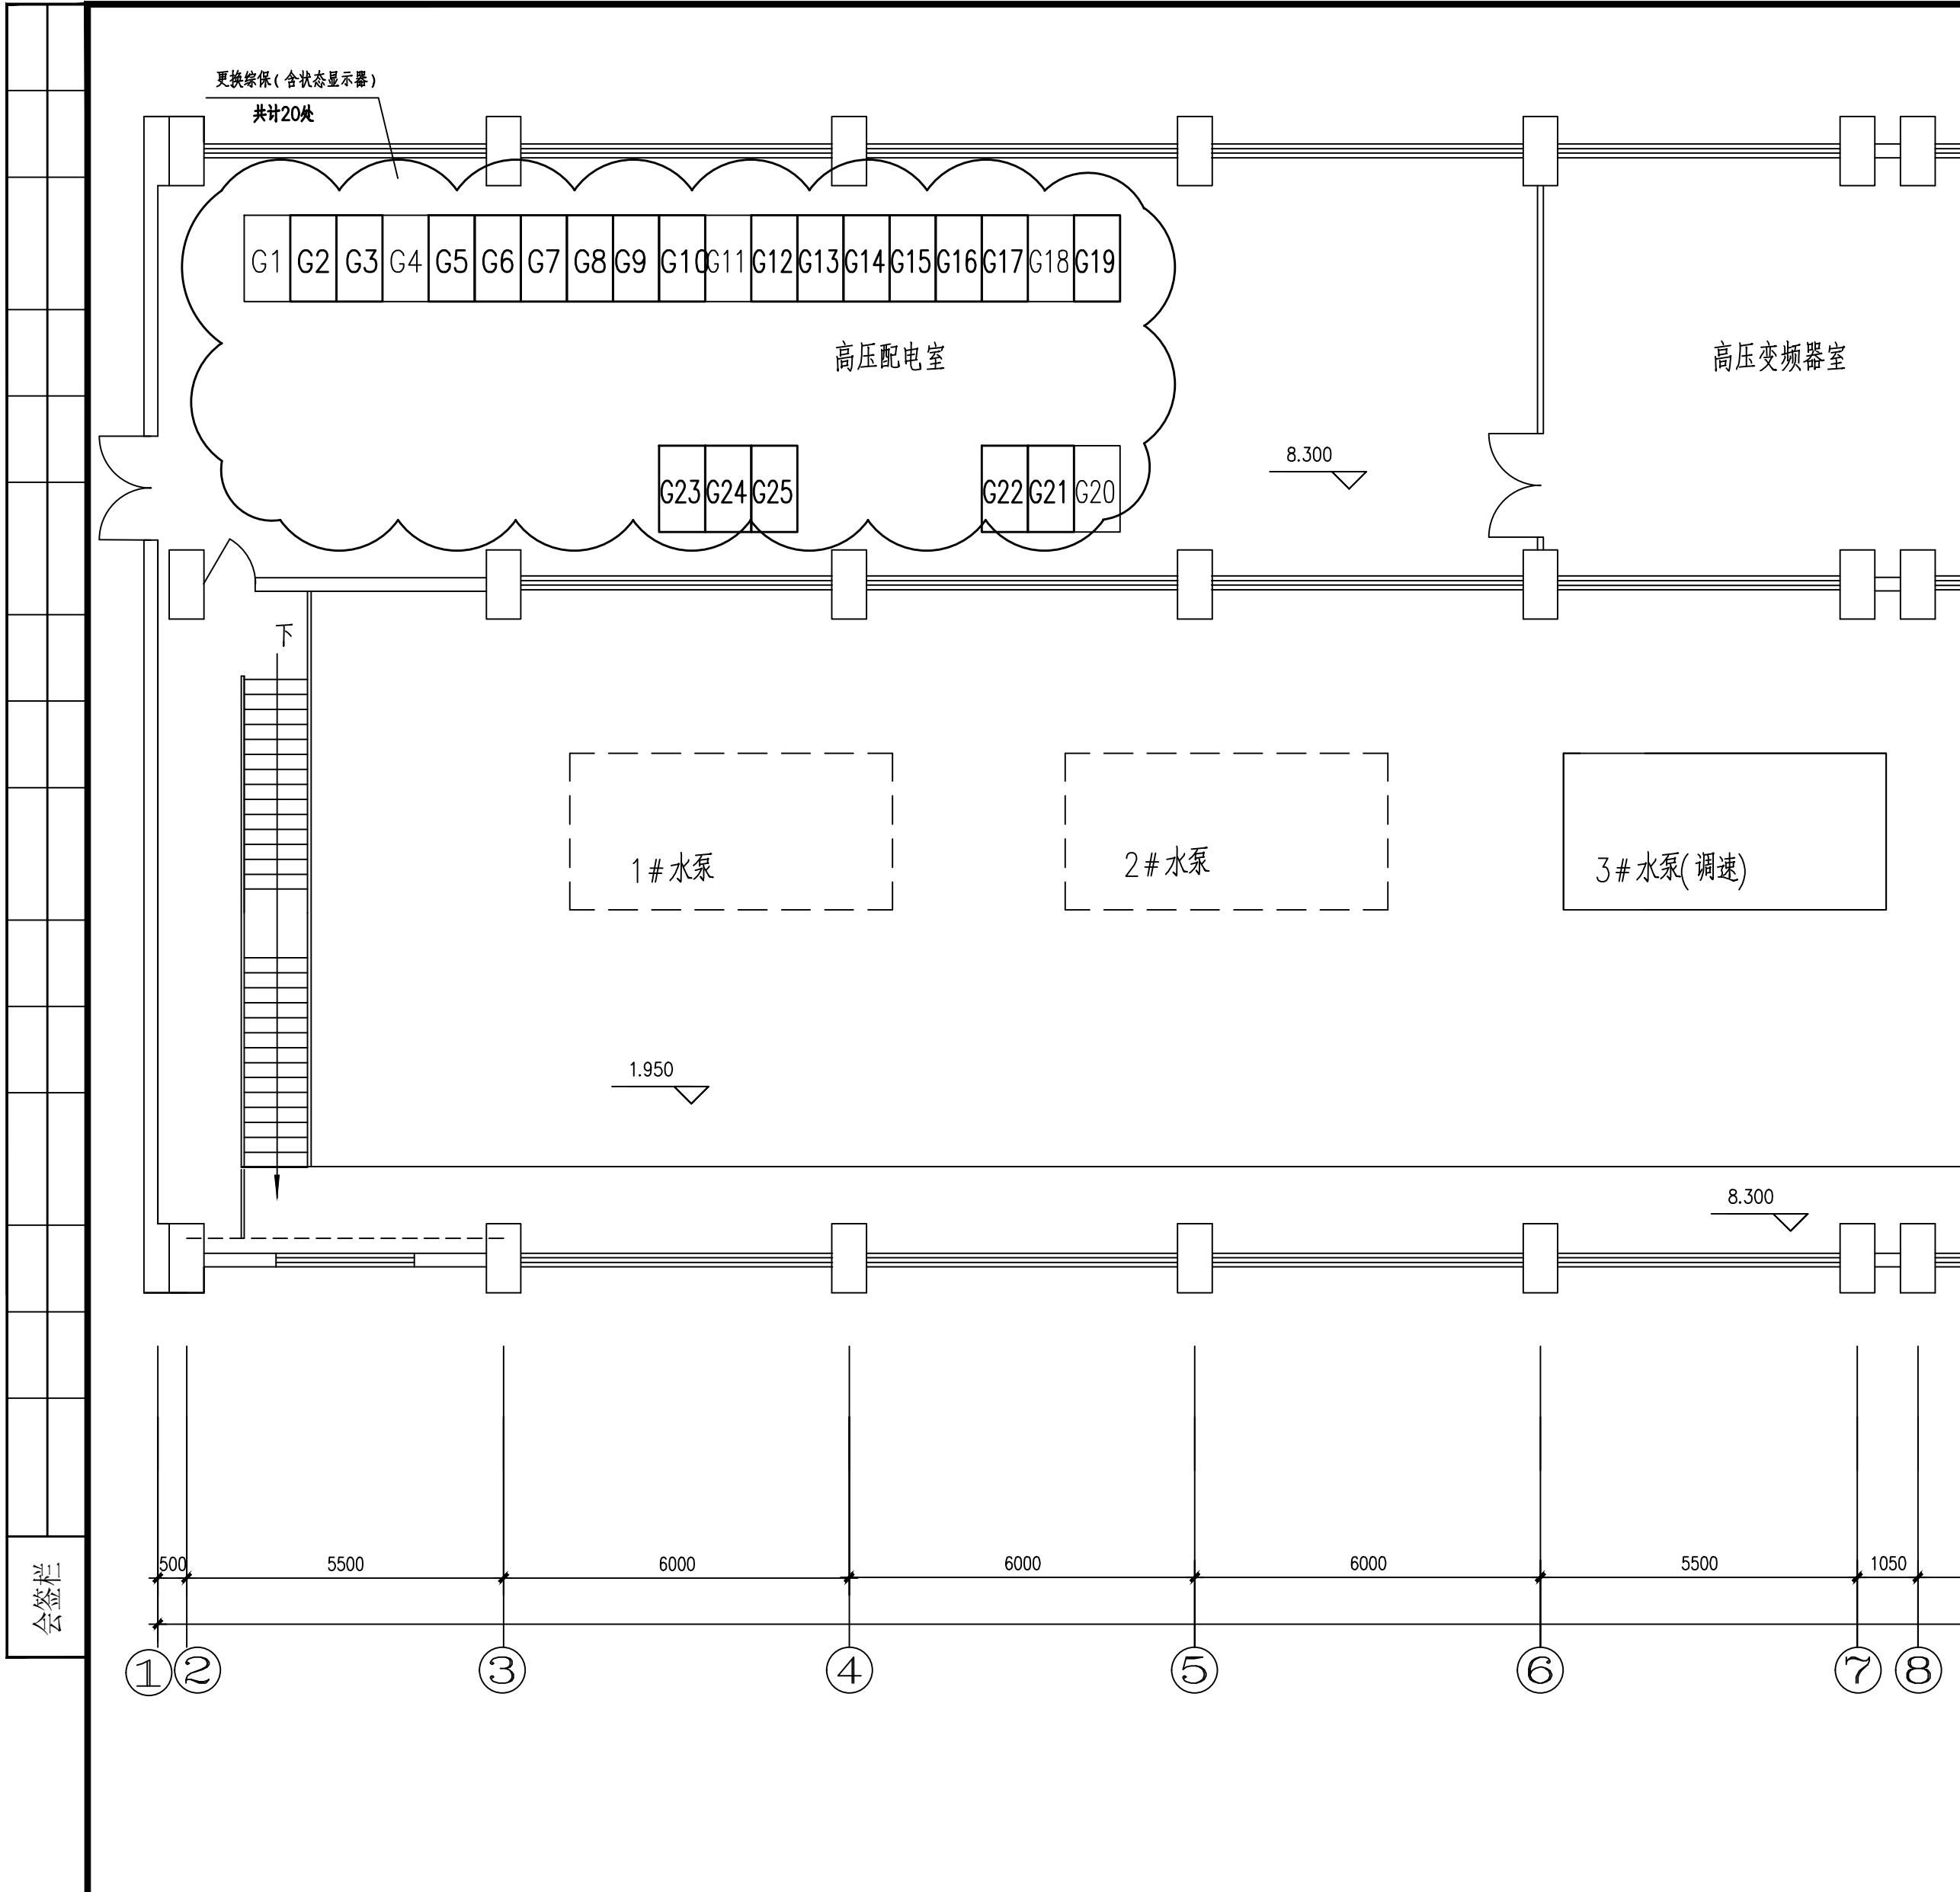 更换综保(含状态显示器)
共计20处
G1 G2 G3 G4 G5 G6 G7 G8 G9 G10 G11 G12 G13 G14 G15 G16 G17 G18 G19
高压配电室
高压变频器室
8.300
G23 G24 G25 G22 G21 G20
下
1#水泵
2#水泵
3#水泵(调速)
1.950
8.300
500 5500 6000 6000 6000 5500 1050
会签栏
1 2 3 4 5 6 7 8